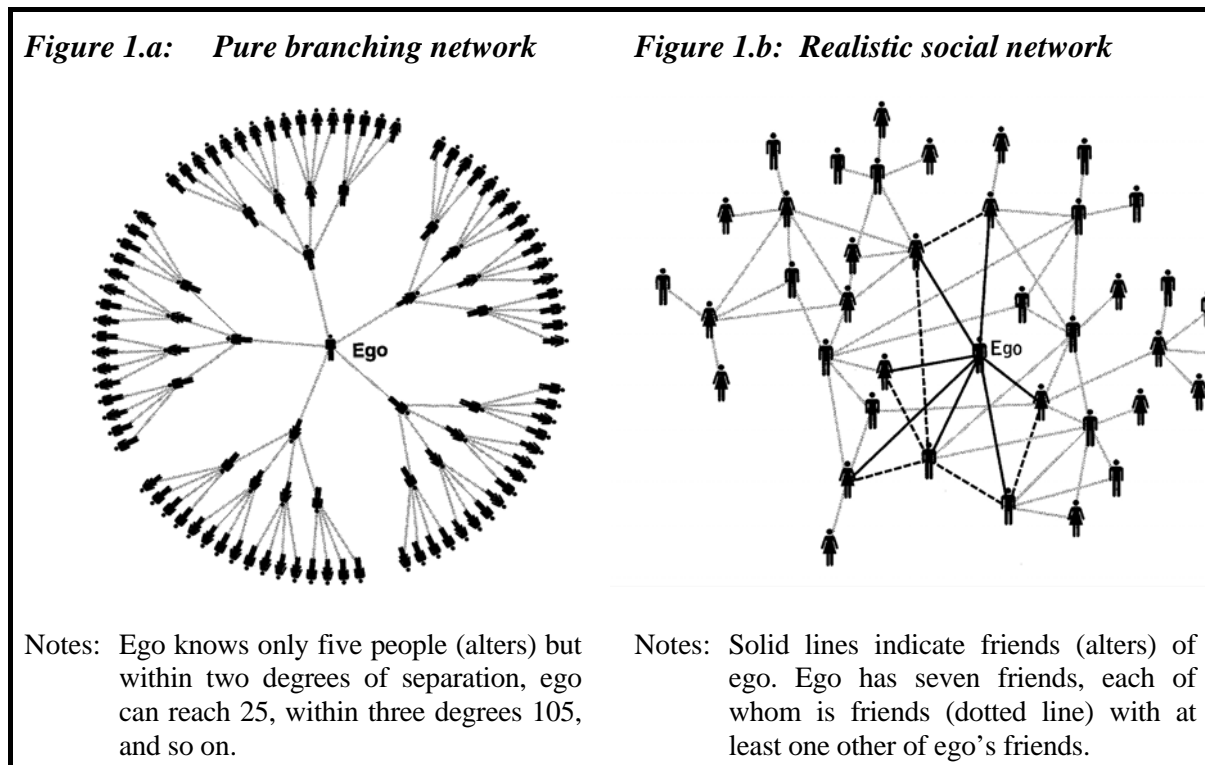 Figure 1.a: Pure branching network
Ego
Notes: Ego knows only five people (alters) but
within two degrees of separation, ego
can reach 25, within three degrees 105,
and so on.
Figure 1.b: Realistic social network
Ego
Notes: Solid lines indicate friends (alters) of
ego. Ego has seven friends, each of
whom is friends (dotted line) with at
least one other of ego's friends.